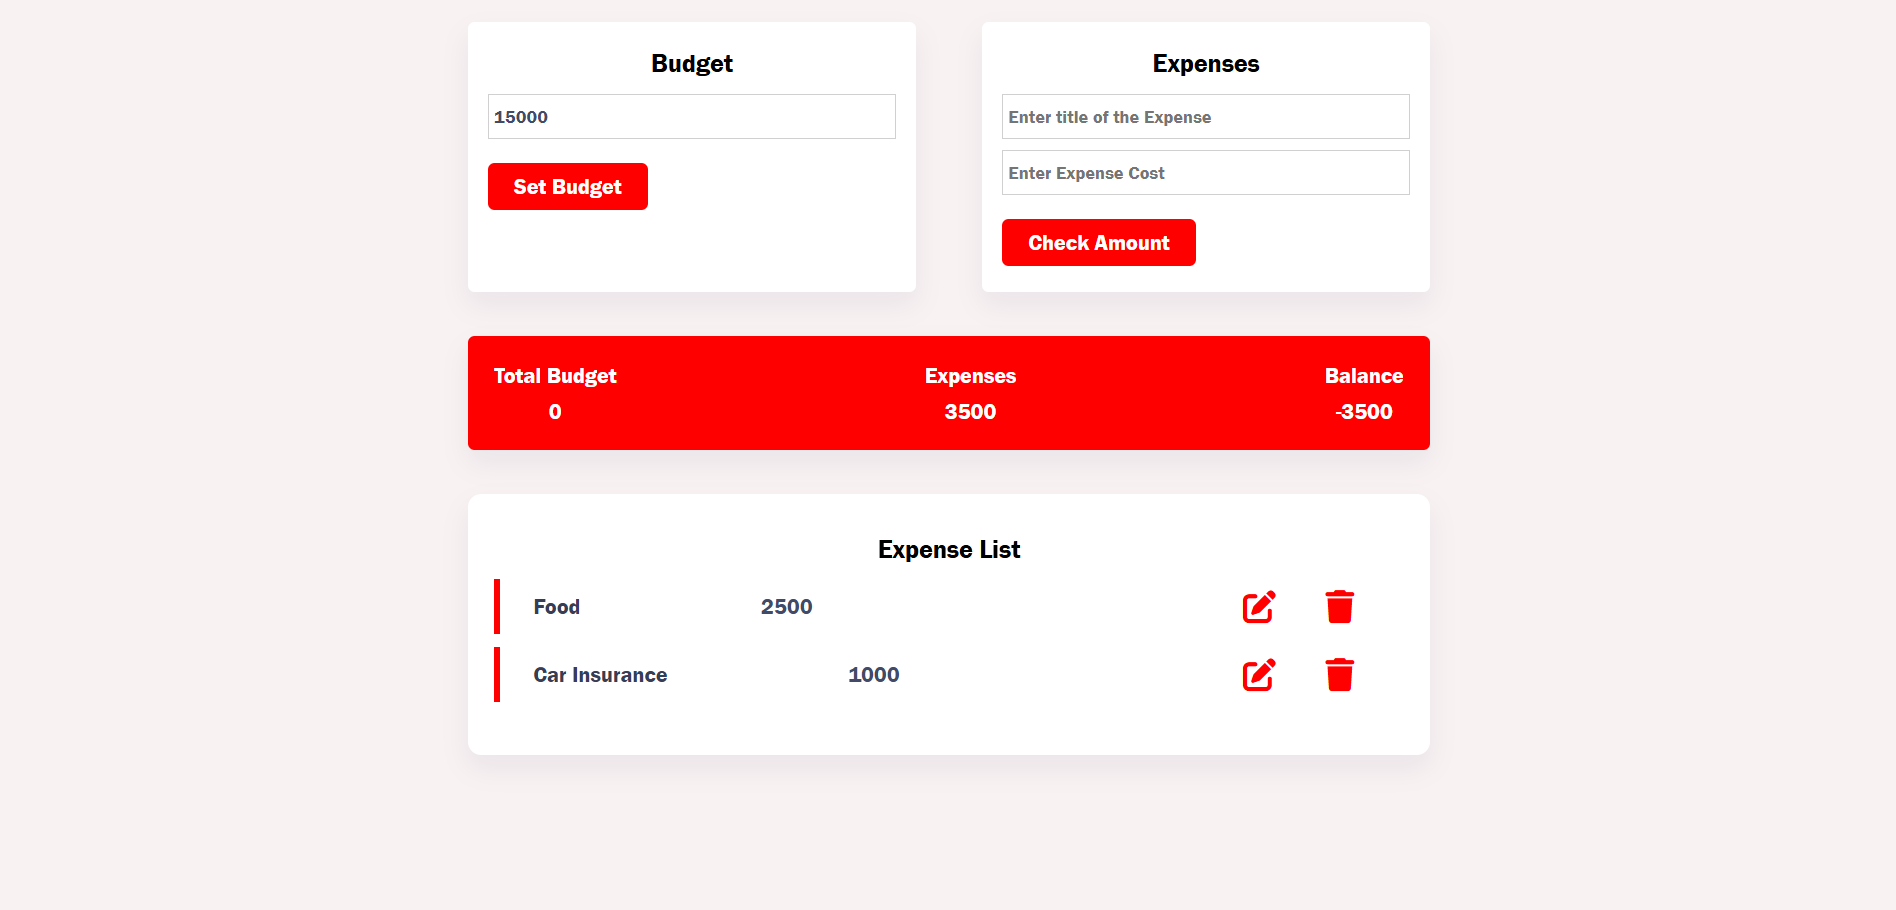 Budget
15000
Set Budget
Expenses
Enter title of the Expense
Enter Expense Cost
Check Amount
Total Budget
0
Expenses
3500
Balance
-3500
Expense List
Food 2500
Car Insurance 1000